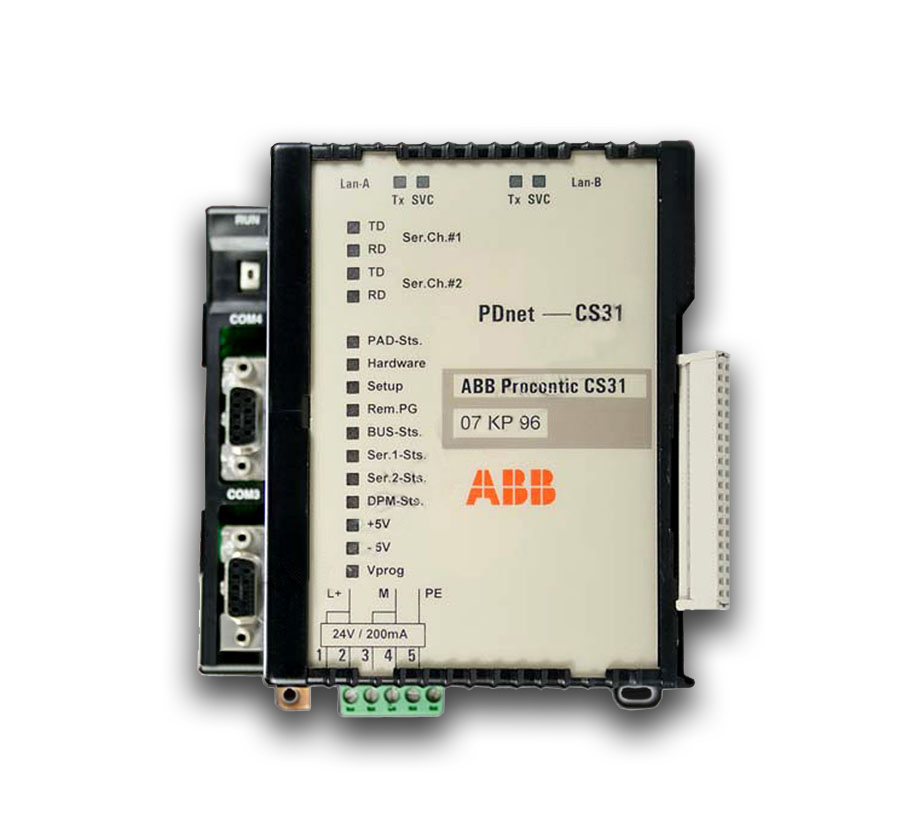 Lan-A
Lan-B
Tx SVC
Tx SVC
RUN
TD
Ser.Ch.#1
RD
TD
Ser.Ch.#2
RD
PDnet — CS31
COM4
PAD-Sts.
Hardware
Setup
ABB Procontic CS31
Rem.PG
07 KP 96
BUS-Sts.
Ser.1-Sts.
Ser.2-Sts.
ABB
COM3
DPM-Sts.
+5V
-5V
Vprog
L+ M PE
24V / 200mA
1 2 3 4 5